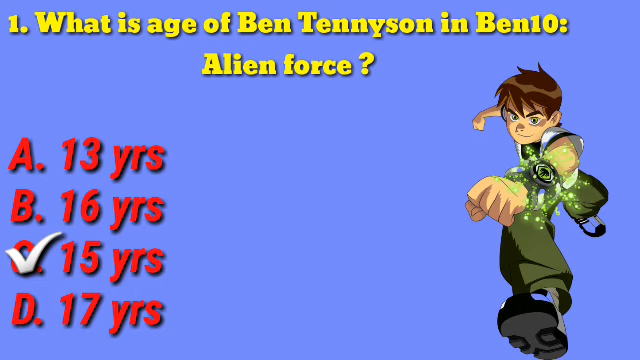 1. What is age of Ben Tennyson in Ben10:
Alien force ?
A. 13 yrs
B. 16 yrs
C. 15 yrs
D. 17 yrs